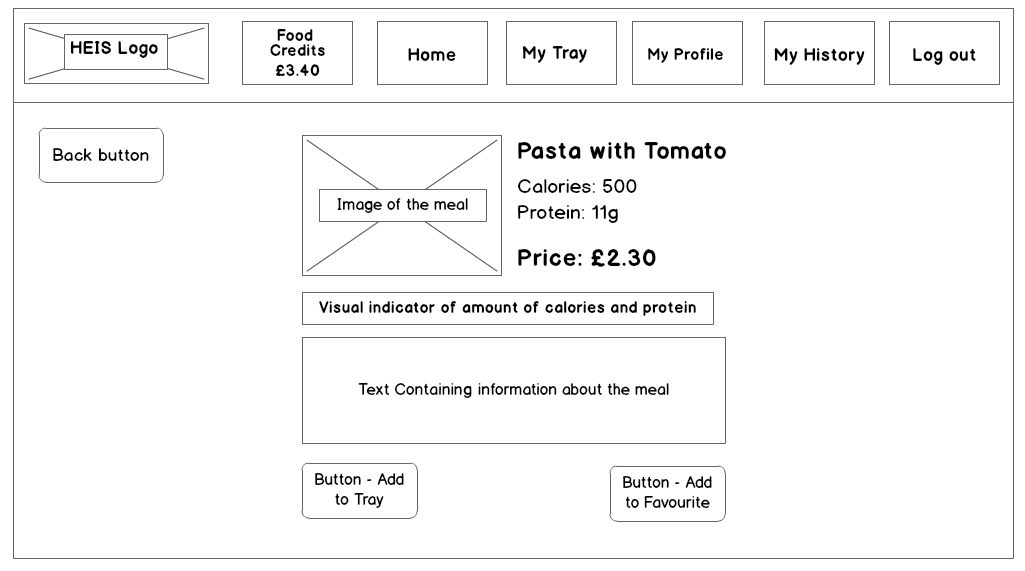 HEIS Logo
Food
Credits
£3.40
Home
My Tray
My Profile
My History
Log out
Back button
Image of the meal
Pasta with Tomato
Calories: 500
Protein: 11g
Price: £2.30
Visual indicator of amount of calories and protein
Text Containing information about the meal
Button - Add
to Tray
Button - Add
to Favourite